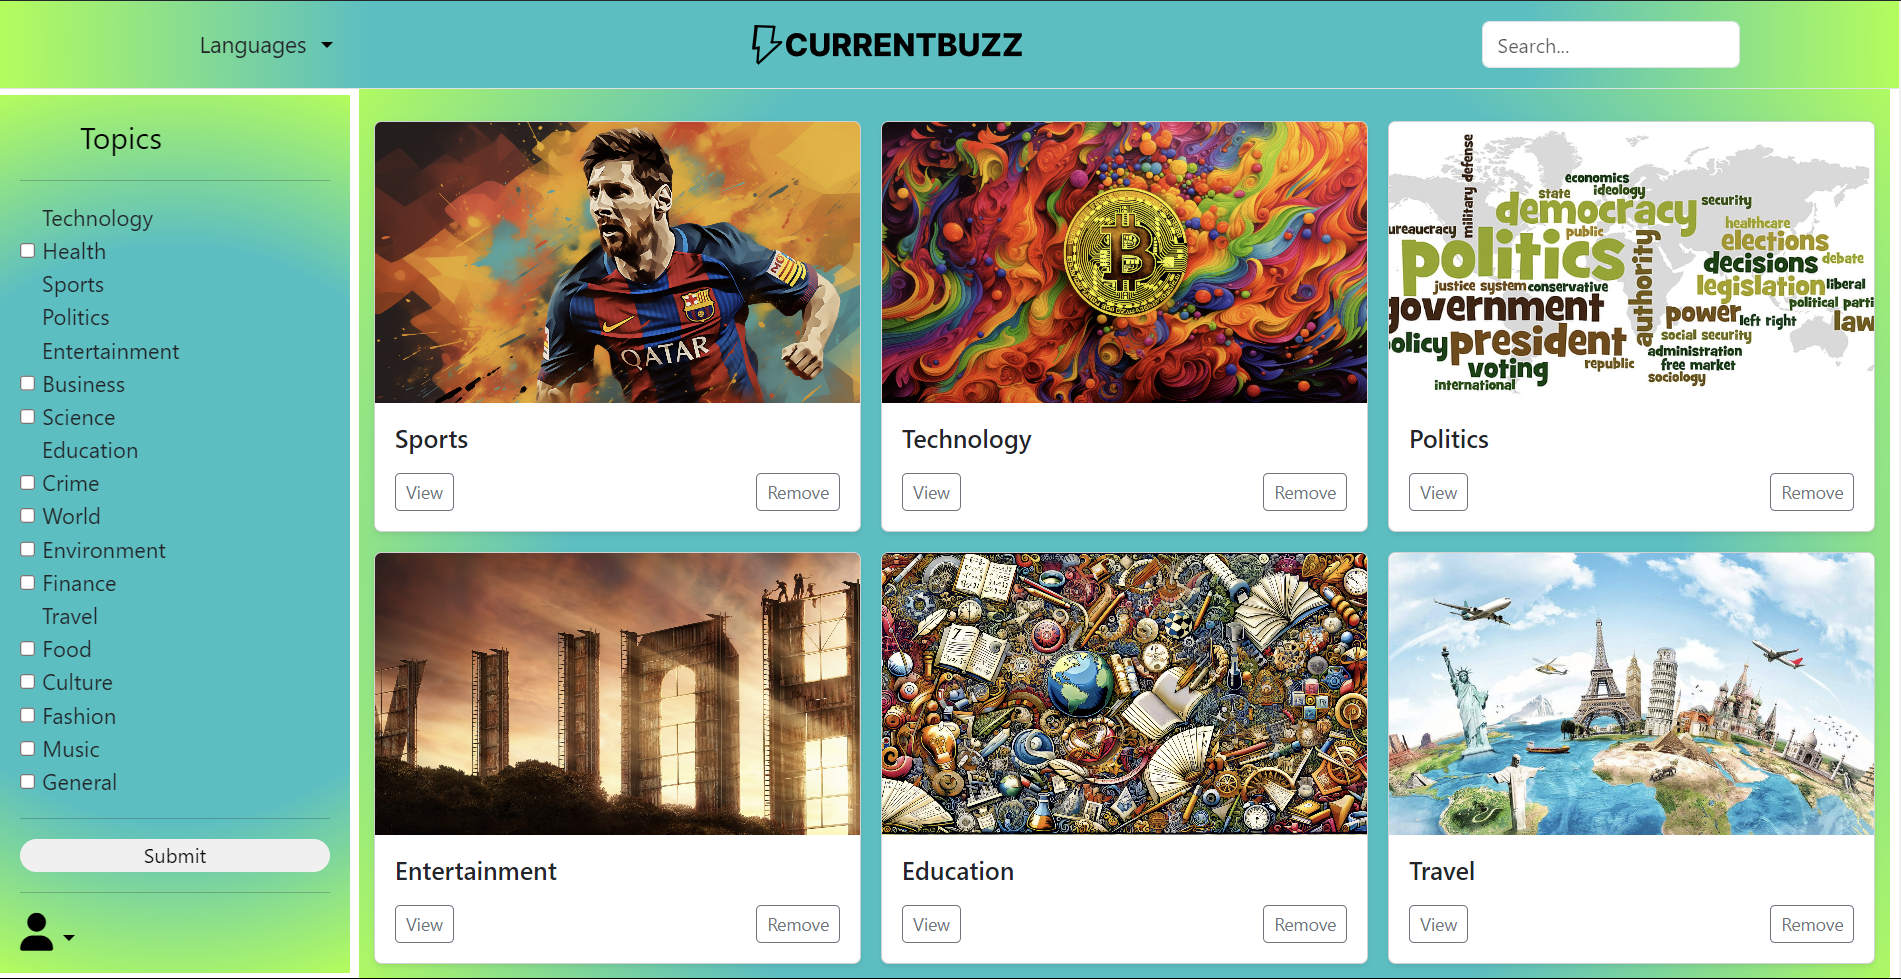 Languages
CURRENTBUZZ
Search...
Topics
Technology
Health
Sports
Politics
Entertainment
Business
Science
Education
Crime
World
Environment
Finance
Travel
Food
Culture
Fashion
Music
General
Submit
QATAR
Sports
View Remove
Technology
View Remove
military defense
economics
state ideology
security
democracy
healthcare
ureaucracy
public
elections
politics
authority
decisions
debate
justice system
conservative
legislation
liberal
government
political parti
power
left right
law
olicy
president
social security
administration
voting
republic
free market
international
sociology
Politics
View Remove
Entertainment
View Remove
Education
View Remove
Travel
View Remove